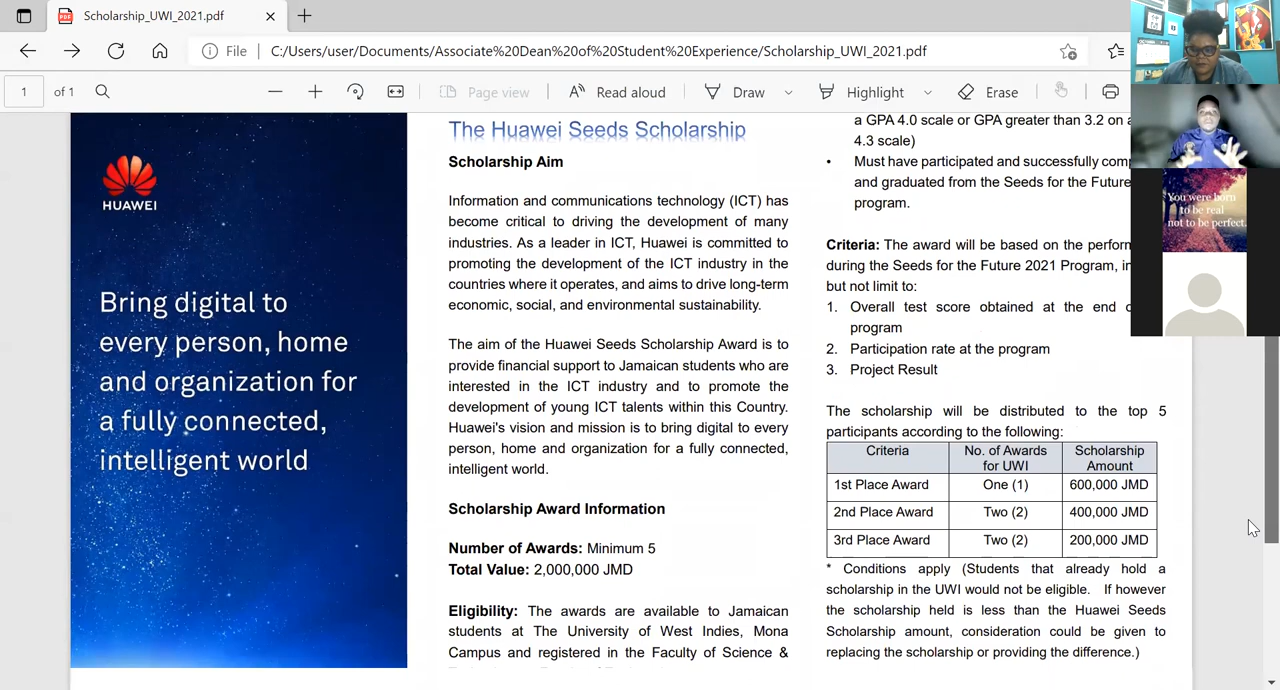 Scholarship_UWI_2021.pdf
File
C:/Users/user/Documents/Associate%20Dean%20of%20Student%20Experience/Scholarship_UWI_2021.pdf
1 of 1
Page view
Read aloud
Draw
Highlight
Erase
HUAWEI
Bring digital to
every person, home
and organization for
a fully connected,
intelligent world
The Huawei Seeds Scholarship
Scholarship Aim
Information and communications technology (ICT) has
become critical to driving the development of many
industries. As a leader in ICT, Huawei is committed to
promoting the development of the ICT industry in the
countries where it operates, and aims to drive long-term
economic, social, and environmental sustainability.
The aim of the Huawei Seeds Scholarship Award is to
provide financial support to Jamaican students who are
interested in the ICT industry and to promote the
development of young ICT talents within this Country.
Huawei's vision and mission is to bring digital to every
person, home and organization for a fully connected,
intelligent world.
Scholarship Award Information
Number of Awards: Minimum 5
Total Value: 2,000,000 JMD
Eligibility: The awards are available to Jamaican
students at The University of West Indies, Mona
Campus and registered in the Faculty of Science &
a GPA 4.0 scale or GPA greater than 3.2 on a
4.3 scale)
• Must have participated and successfully com
and graduated from the Seeds for the Future
program.
Criteria: The award will be based on the perform
during the Seeds for the Future 2021 Program, in
but not limit to:
1. Overall test score obtained at the end o
program
2. Participation rate at the program
3. Project Result
The scholarship will be distributed to the top 5
participants according to the following:
Criteria No. of Awards for UWI Scholarship Amount
1st Place Award One (1) 600,000 JMD
2nd Place Award Two (2) 400,000 JMD
3rd Place Award Two (2) 200,000 JMD
* Conditions apply (Students that already hold a
scholarship in the UWI would not be eligible. If however
the scholarship held is less than the Huawei Seeds
Scholarship amount, consideration could be given to
replacing the scholarship or providing the difference.)
You were born
to be real
not to be perfect.